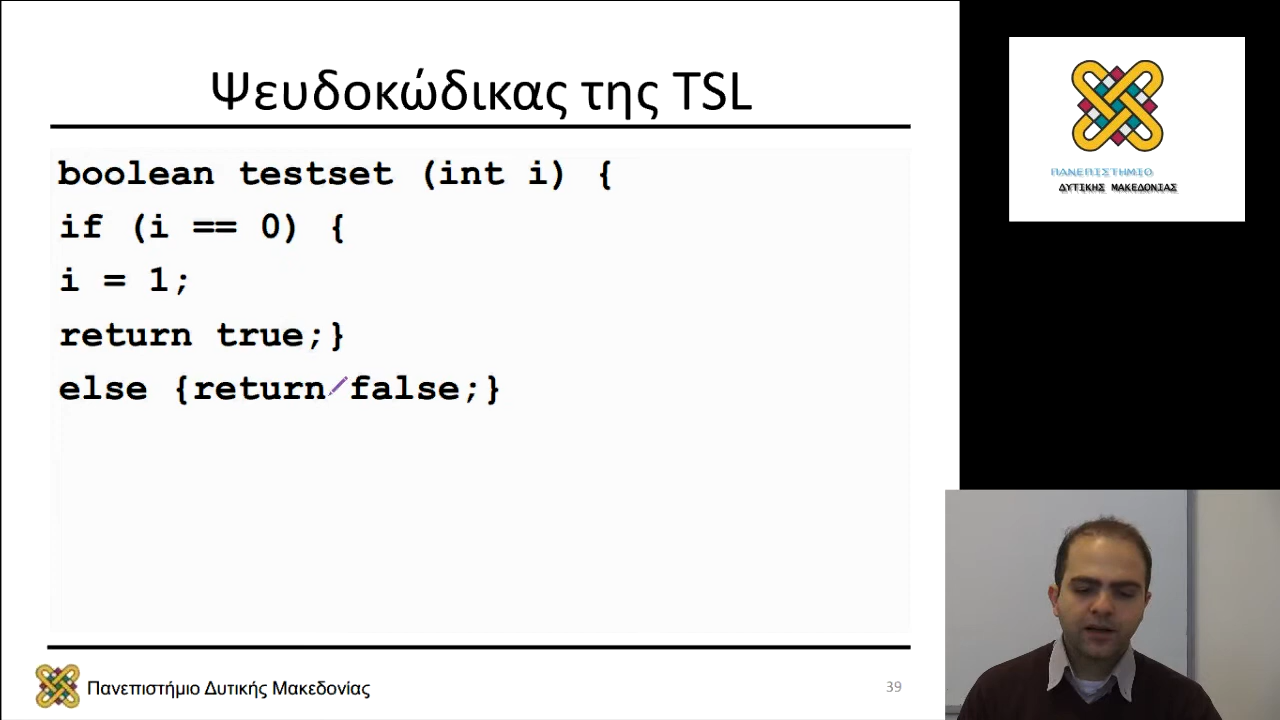 Ψευδοκώδικας της TSL
boolean testset (int i) {
if (i == 0) {
i = 1;
return true;}
else {return false;}
Πανεπιστήμιο Δυτικής Μακεδονίας
39
ΠΑΝΕΠΙΣΤΗΜΙΟ
ΔΥΤΙΚΗΣ ΜΑΚΕΔΟΝΙΑΣ